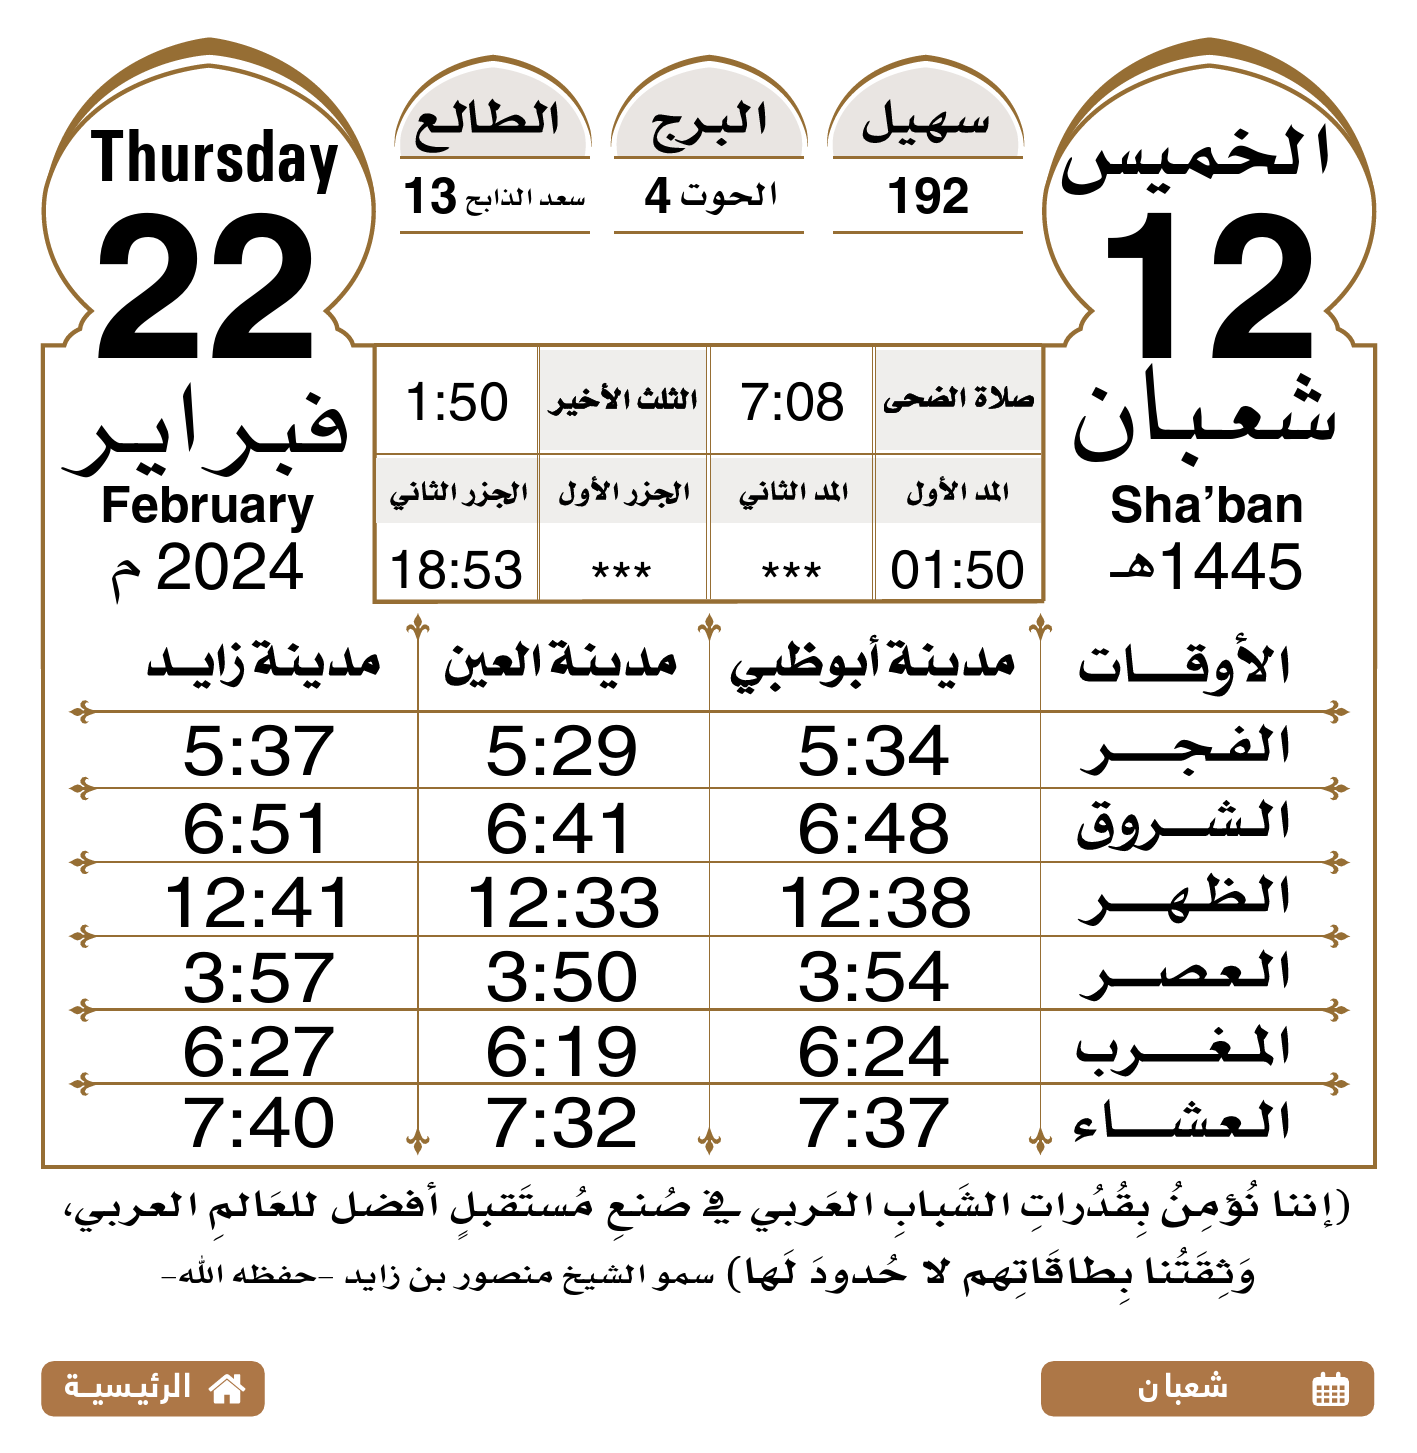 الخميس
12
شعبان
Sha’ban
1445هـ
سهيل
192
البرج
الحوت 4
الطالع
سعد الذابح 13
Thursday
22
فبراير
February
2024 م
صلاة الضحى 7:08 الثلث الأخير 1:50
المد الأول المد الثاني الجزر الأول الجزر الثاني
01:50 *** *** 18:53
الأوقات مدينة أبوظبي مدينة العين مدينة زايد
الفجر 5:34 5:29 5:37
الشروق 6:48 6:41 6:51
الظهر 12:38 12:33 12:41
العصر 3:54 3:50 3:57
المغرب 6:24 6:19 6:27
العشاء 7:37 7:32 7:40
(إننا نُؤمِنُ بِقُدُراتِ الشَبابِ العَربي في صُنعِ مُستَقبلٍ أفضل للعَالمِ العربي،
وَثِقَتُنا بِطاقَاتِهم لا حُدودَ لَها) سمو الشيخ منصور بن زايد -حفظه الله-
شعبان
الرئيسية